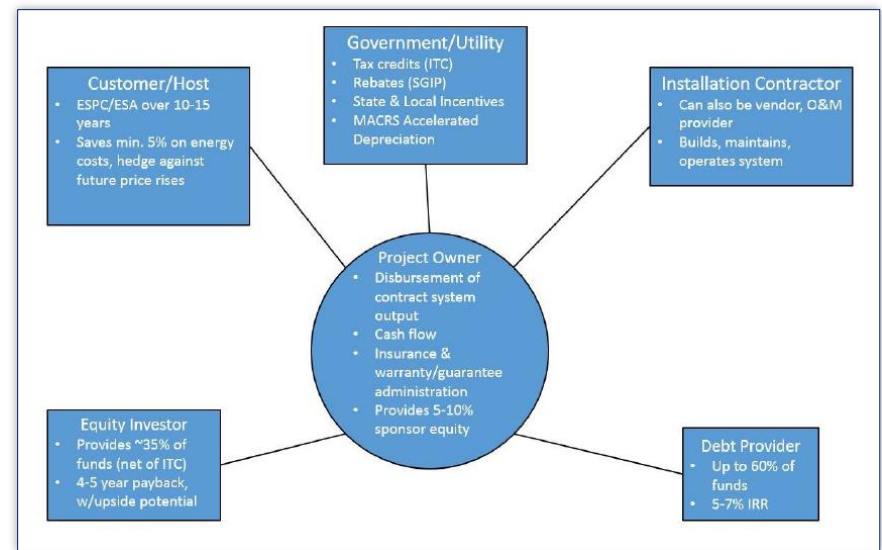 Government/Utility
• Tax credits (ITC)
• Rebates (SGIP)
• State & Local Incentives
• MACRS Accelerated
Depreciation
Customer/Host
• ESPC/ESA over 10-15
years
• Saves min. 5% on energy
costs, hedge against
future price rises
Installation Contractor
• Can also be vendor, O&M
provider
• Builds, maintains,
operates system
Project Owner
• Disbursement of
contract system
output
• Cash flow
• Insurance &
warranty/guarantee
administration
• Provides 5-10%
sponsor equity
Equity Investor
• Provides ~35% of
funds (net of ITC)
• 4-5 year payback,
w/upside potential
Debt Provider
• Up to 60% of
funds
• 5-7% IRR